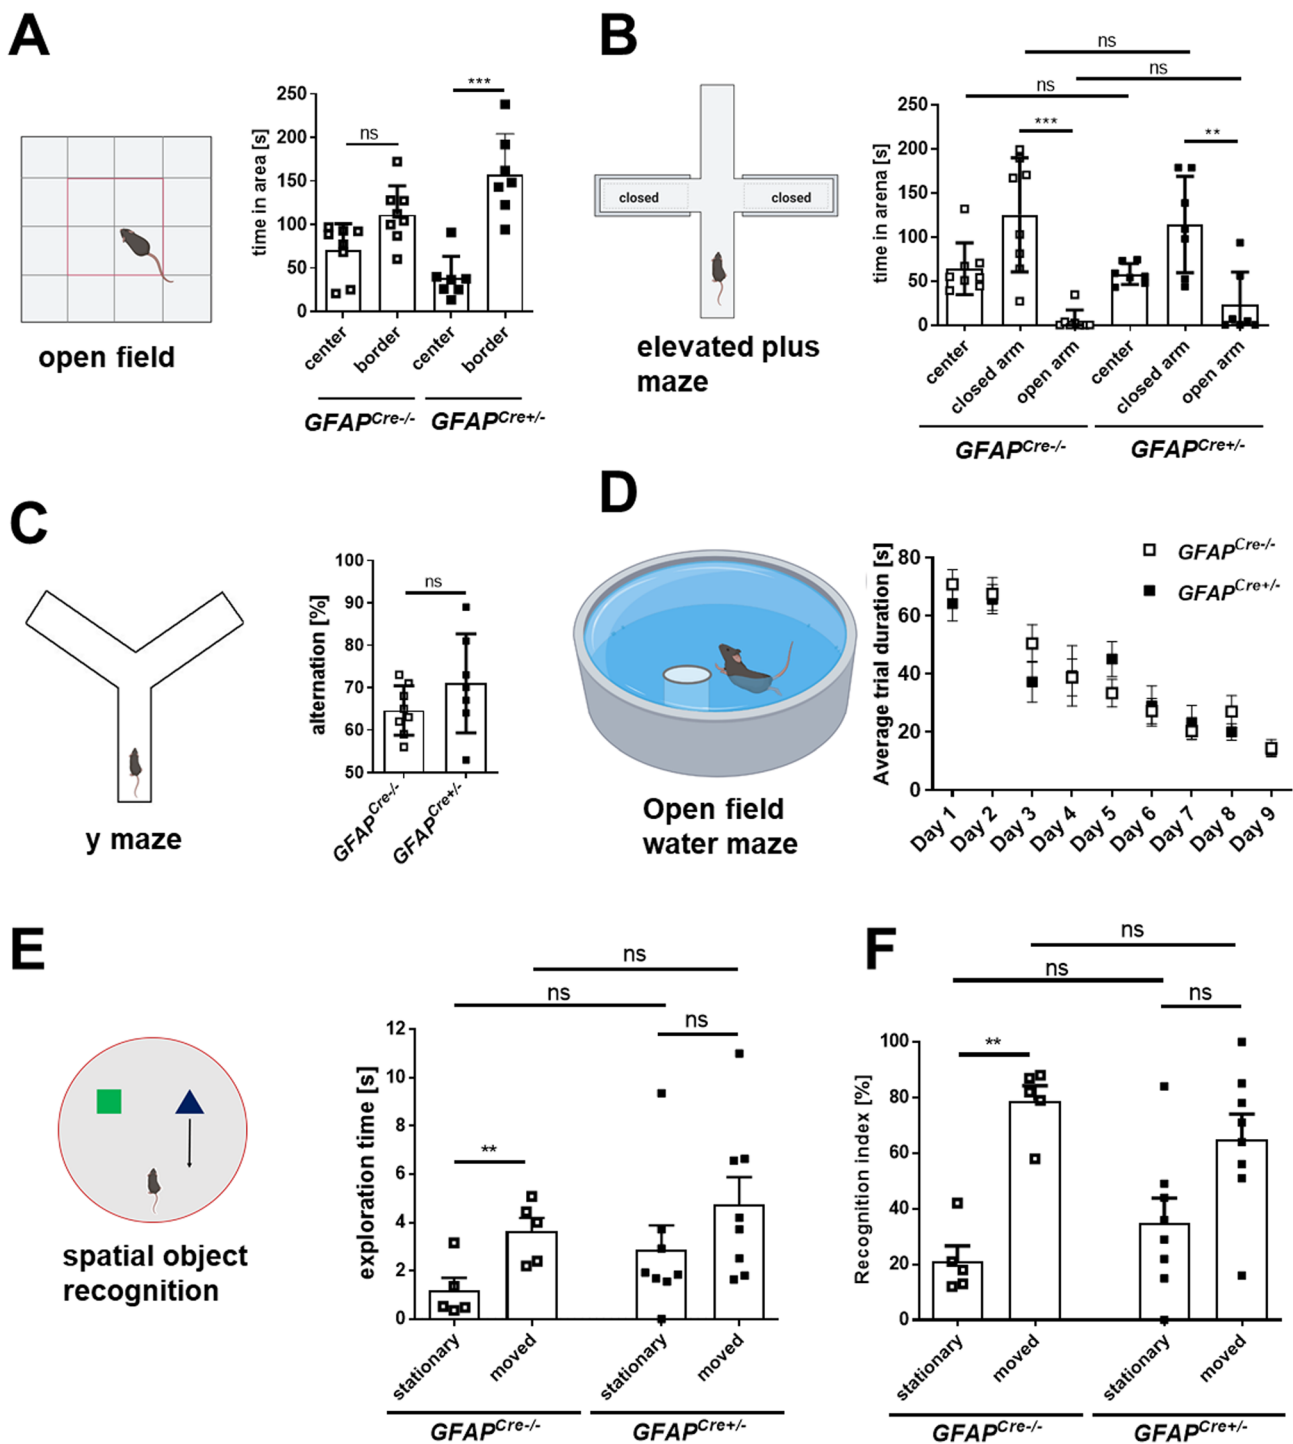 A
open field
time in area [s]
250
200
150
100
50
0
ns
***
center
border
center
border
GFAPCre-/-
GFAPCre+/-
B
closed
closed
elevated plus
maze
time in arena [s]
250
200
150
100
50
0
ns
ns
ns
***
**
center
closed arm
open arm
center
closed arm
open arm
GFAPCre-/-
GFAPCre+/-
C
y maze
alternation [%]
100
90
80
70
60
50
ns
GFAPCre-/-
GFAPCre+/-
D
Open field
water maze
Average trial duration [s]
80
60
40
20
0
GFAPCre-/-
GFAPCre+/-
Day 1
Day 2
Day 3
Day 4
Day 5
Day 6
Day 7
Day 8
Day 9
E
spatial object
recognition
exploration time [s]
12
10
8
6
4
2
0
ns
ns
ns
**
stationary
moved
stationary
moved
GFAPCre-/-
GFAPCre+/-
F
Recognition index [%]
100
80
60
40
20
0
ns
ns
ns
**
stationary
moved
stationary
moved
GFAPCre-/-
GFAPCre+/-